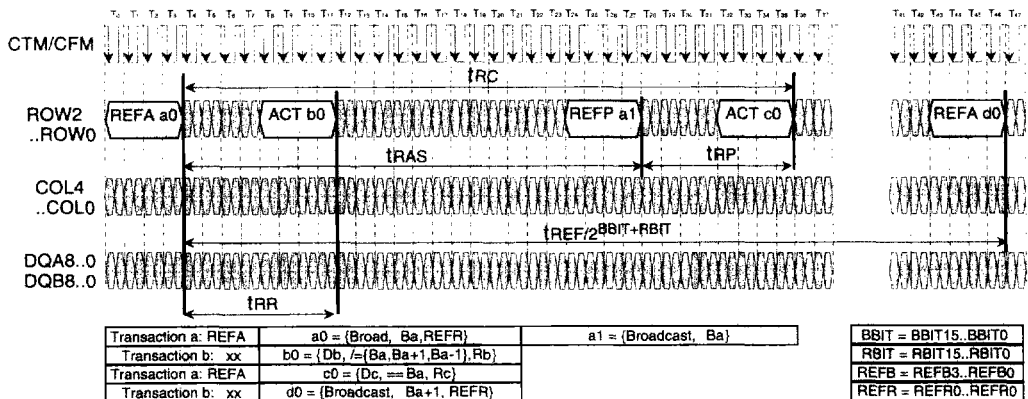 T0 T1 T2 T3 T4 T5 T6 T7 T8 T9 T10 T11 T12 T13 T14 T15 T16 T17 T18 T19 T20 T21 T22 T23 T24 T25 T26 T27 T28 T29 T30 T31 T32 T33 T34 T35 T36 T37 T41 T42 T43 T44 T45 T46 T47
CTM/CFM
tRC
ROW2
..ROW0
REFA a0
ACT b0
REFP a1
ACT c0
REFA d0
tRAS
tRP
COL4
..COL0
tREF/2BBIT+RBIT
DQA8..0
DQB8..0
tRR
Transaction a: REFA a0 = {Broad, Ba,REFR} a1 = {Broadcast, Ba}
Transaction b: xx b0 = {Db, /={Ba,Ba+1,Ba-1},Rb}
Transaction a: REFA c0 = {Dc, == Ba, Rc}
Transaction b: xx d0 = {Broadcast, Ba+1, REFR}
BBIT = BBIT15..BBIT0
RBIT = RBIT15..RBIT0
REFB = REFB3..REFB0
REFR = REFR0..REFR0